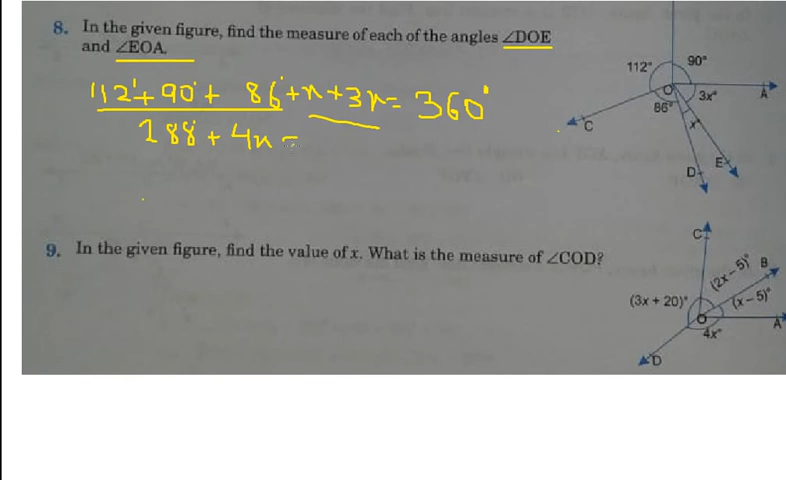 8. In the given figure, find the measure of each of the angles ∠DOE
and ∠EOA.
112° + 90° + 86° + x + 3x = 360°
288° + 4x =
112°
90°
O
3x°
A
86°
x°
C
D
E
9. In the given figure, find the value of x. What is the measure of ∠COD?
C
(2x – 5)°
B
(3x + 20)°
(x – 5)°
O
A
4x°
D